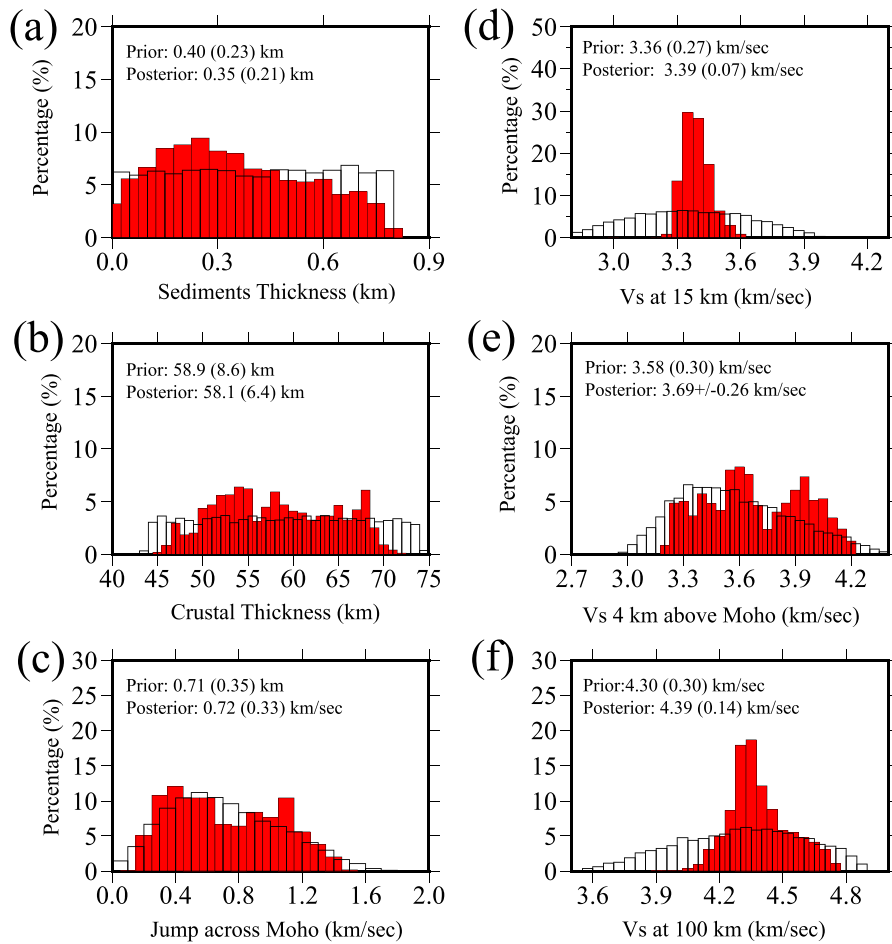 (a)
20
15
10
5
0
Percentage (%)
Prior: 0.40 (0.23) km
Posterior: 0.35 (0.21) km
0.0 0.3 0.6 0.9
Sediments Thickness (km)
(d)
50
40
30
20
10
0
Percentage (%)
Prior: 3.36 (0.27) km/sec
Posterior: 3.39 (0.07) km/sec
3.0 3.3 3.6 3.9 4.2
Vs at 15 km (km/sec)
(b)
20
15
10
5
0
Percentage (%)
Prior: 58.9 (8.6) km
Posterior: 58.1 (6.4) km
40 45 50 55 60 65 70 75
Crustal Thickness (km)
(e)
20
15
10
5
0
Percentage (%)
Prior: 3.58 (0.30) km/sec
Posterior: 3.69+/-0.26 km/sec
2.7 3.0 3.3 3.6 3.9 4.2
Vs 4 km above Moho (km/sec)
(c)
30
25
20
15
10
5
0
Percentage (%)
Prior: 0.71 (0.35) km
Posterior: 0.72 (0.33) km/sec
0.0 0.4 0.8 1.2 1.6 2.0
Jump across Moho (km/sec)
(f)
30
25
20
15
10
5
0
Percentage (%)
Prior:4.30 (0.30) km/sec
Posterior: 4.39 (0.14) km/sec
3.6 3.9 4.2 4.5 4.8
Vs at 100 km (km/sec)